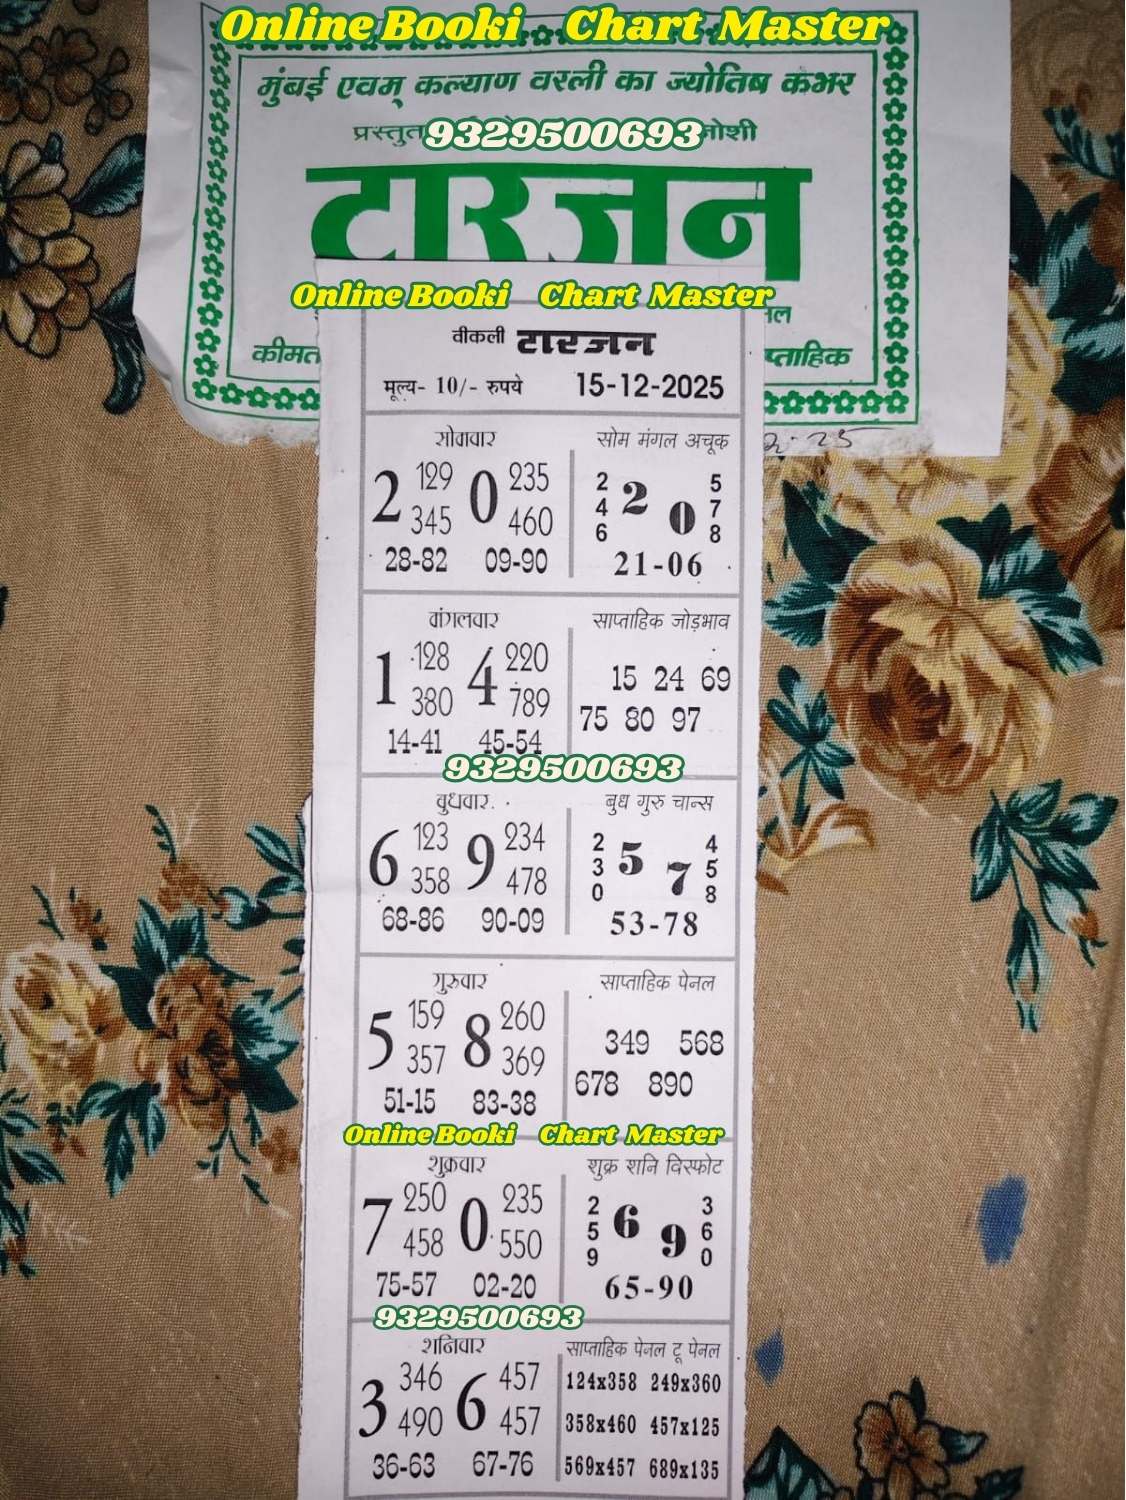 Online Booki Chart Master
मुंबई एवम् कल्याण वरली का ज्योतिष कंभर
प्रस्तुत 9329500693 जोशी
टारजन
Online Booki Chart Master
वीकली टारजन
कीमत प्ताहिक
मूल्य- 10/- रुपये 15-12-2025
सोमवार
2 129 0 235
345 460
28-82 09-90
सोम मंगल अचूक
2 4 6 2 0 5 7 8
21-06
मंगलवार
1 128 4 220
380 789
14-41 45-54
साप्ताहिक जोड़भाव
15 24 69
75 80 97
9329500693
बुधवार
6 123 9 234
358 478
68-86 90-09
बुध गुरु चान्स
2 3 0 5 7 4 5 8
53-78
गुरुवार
5 159 8 260
357 369
51-15 83-38
साप्ताहिक पेनल
349 568
678 890
Online Booki Chart Master
शुक्रवार
7 250 0 235
458 550
75-57 02-20
शुक्र शनि विस्फोट
2 5 9 6 9 3 6 0
65-90
9329500693
शनिवार
3 346 6 457
490 457
36-63 67-76
साप्ताहिक पेनल टू पेनल
124x358 249x360
358x460 457x125
569x457 689x135